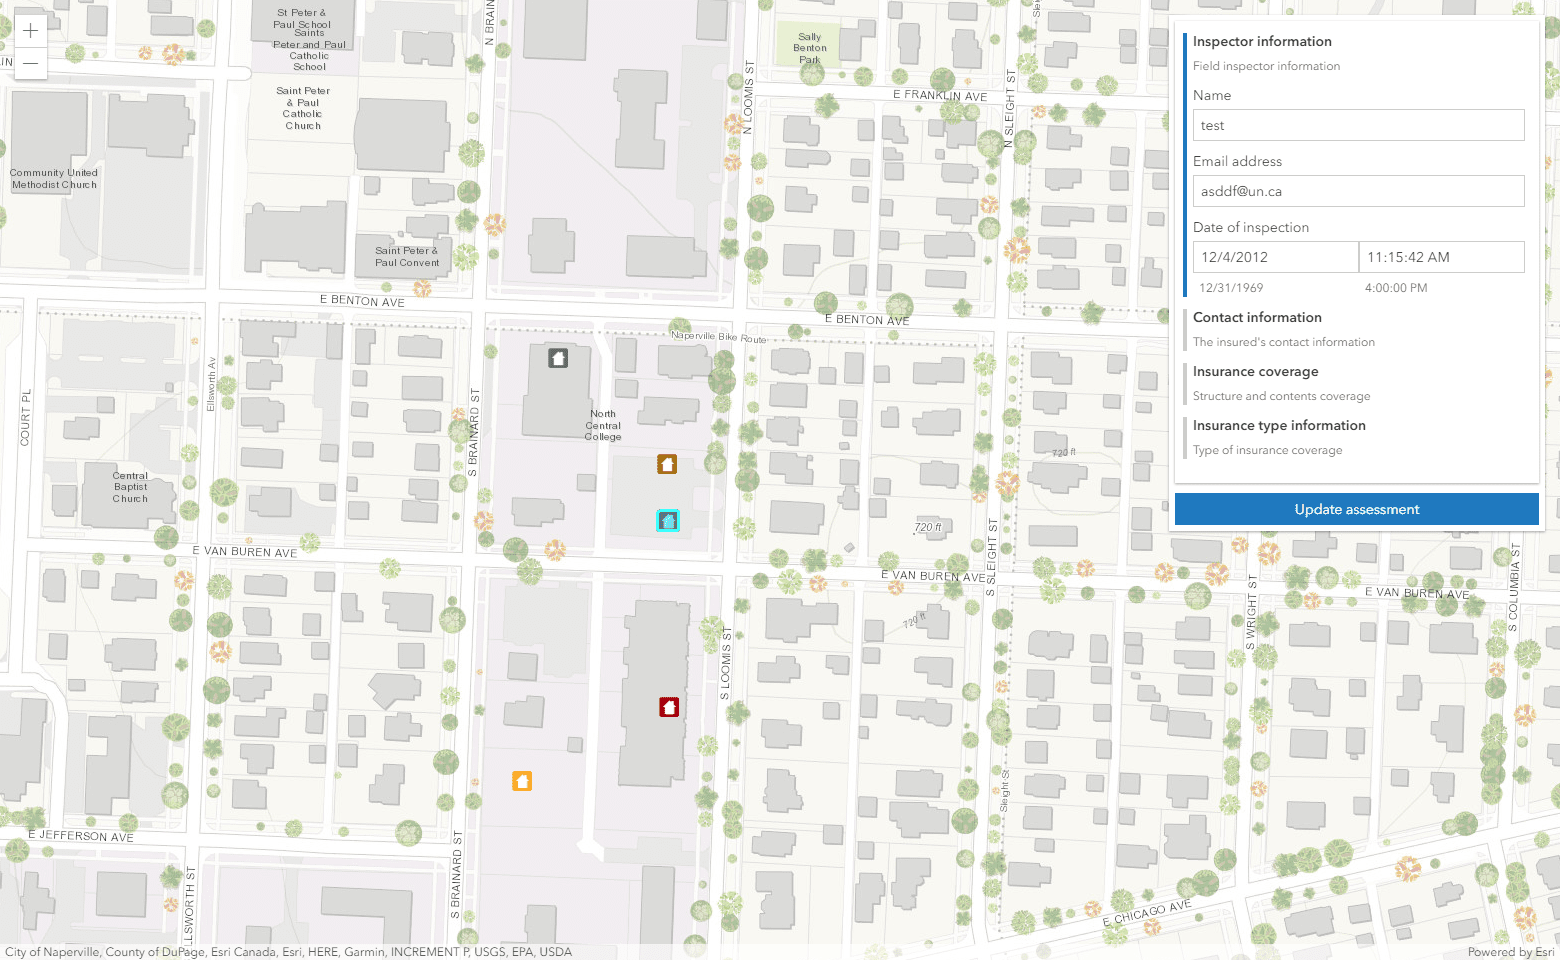 St Peter &
Paul School
Saints
Peter and Paul
Catholic
School
Saint Peter
& Paul
Catholic
Church
Community United
Methodist Church
Saint Peter &
Paul Convent
Sally
Benton
Park
N LOOMIS ST
E FRANKLIN AVE
N SLEIGHT ST
E BENTON AVE
E BENTON AVE
Naperville Bike Route
COURT PL
Ellsworth Av
S BRAINARD ST
North
Central
College
Central
Baptist
Church
720 ft
720 ft
S SLEIGHT ST
E VAN BUREN AVE
E VAN BUREN AVE
E VAN BUREN AVE
720 ft
S WRIGHT ST
S COLUMBIA ST
S LOOMIS ST
Sleight St
E JEFFERSON AVE
S BRAINARD ST
E CHICAGO AVE
Inspector information
Field inspector information
Name
test
Email address
asddf@un.ca
Date of inspection
12/4/2012 11:15:42 AM
12/31/1969 4:00:00 PM
Contact information
The insured's contact information
Insurance coverage
Structure and contents coverage
Insurance type information
Type of insurance coverage
Update assessment
City of Naperville, County of DuPage, Esri Canada, Esri, HERE, Garmin, INCREMENT P, USGS, EPA, USDA
Powered by Esri